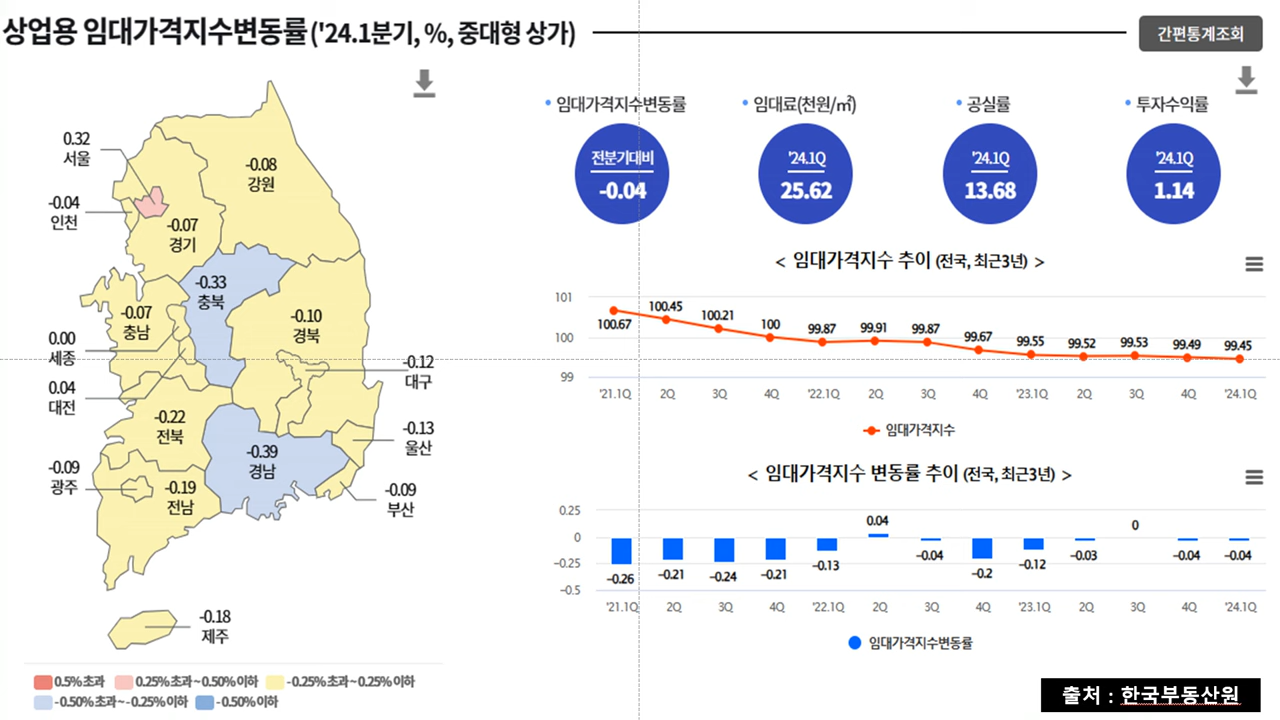 상업용 임대가격지수변동률('24.1분기, %, 중대형 상가)
간편통계조회
0.32
서울
-0.04
인천
-0.08
강원
-0.07
경기
-0.33
충북
-0.07
충남
-0.10
경북
0.00
세종
-0.12
대구
0.04
대전
-0.22
전북
-0.13
울산
-0.39
경남
-0.09
광주
-0.19
전남
-0.09
부산
-0.18
제주
0.5% 초과 0.25% 초과 ~ 0.50% 이하 -0.25% 초과 ~ 0.25% 이하
-0.50% 초과 ~ -0.25% 이하 -0.50% 이하
• 임대가격지수변동률 • 임대료(천원/㎡) • 공실률 • 투자수익률
전분기대비 '24.1Q '24.1Q '24.1Q
-0.04 25.62 13.68 1.14
< 임대가격지수 추이 (전국, 최근3년) >
101
100
99
100.67 100.45 100.21 100 99.87 99.91 99.87 99.67 99.55 99.52 99.53 99.49 99.45
'21.1Q 2Q 3Q 4Q '22.1Q 2Q 3Q 4Q '23.1Q 2Q 3Q 4Q '24.1Q
임대가격지수
< 임대가격지수 변동률 추이 (전국, 최근3년) >
0.25
0
-0.25
-0.5
-0.26 -0.21 -0.24 -0.21 -0.13 0.04 -0.04 -0.2 -0.12 -0.03 0 -0.04 -0.04
'21.1Q 2Q 3Q 4Q '22.1Q 2Q 3Q 4Q '23.1Q 2Q 3Q 4Q '24.1Q
임대가격지수변동률
출처 : 한국부동산원